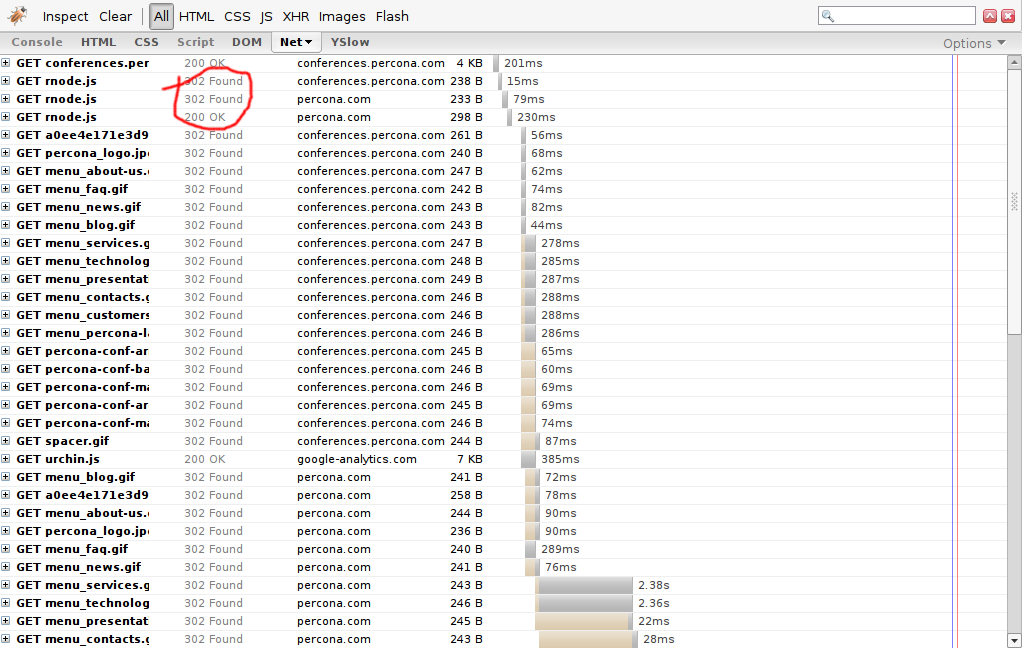 Inspect Clear All HTML CSS JS XHR Images Flash
Console HTML CSS Script DOM Net YSlow Options
GET conferences.per 200 OK conferences.percona.com 4 KB 201ms
GET rnode.js 302 Found conferences.percona.com 238 B 15ms
GET rnode.js 302 Found percona.com 233 B 79ms
GET rnode.js 200 OK percona.com 298 B 230ms
GET a0ee4e171e3d9 302 Found conferences.percona.com 261 B 56ms
GET percona_logo.jp 302 Found conferences.percona.com 240 B 68ms
GET menu_about-us. 302 Found conferences.percona.com 247 B 62ms
GET menu_faq.gif 302 Found conferences.percona.com 242 B 74ms
GET menu_news.gif 302 Found conferences.percona.com 243 B 82ms
GET menu_blog.gif 302 Found conferences.percona.com 243 B 44ms
GET menu_services.g 302 Found conferences.percona.com 247 B 278ms
GET menu_technolog 302 Found conferences.percona.com 248 B 285ms
GET menu_presentat 302 Found conferences.percona.com 249 B 287ms
GET menu_contacts.g 302 Found conferences.percona.com 246 B 288ms
GET menu_customers 302 Found conferences.percona.com 246 B 288ms
GET menu_percona-l 302 Found conferences.percona.com 246 B 286ms
GET percona-conf-ar 302 Found conferences.percona.com 245 B 65ms
GET percona-conf-ba 302 Found conferences.percona.com 246 B 60ms
GET percona-conf-ma 302 Found conferences.percona.com 246 B 69ms
GET percona-conf-ar 302 Found conferences.percona.com 245 B 69ms
GET percona-conf-ma 302 Found conferences.percona.com 246 B 74ms
GET spacer.gif 302 Found conferences.percona.com 244 B 87ms
GET urchin.js 200 OK google-analytics.com 7 KB 385ms
GET menu_blog.gif 302 Found percona.com 241 B 72ms
GET a0ee4e171e3d9 302 Found percona.com 258 B 78ms
GET menu_about-us. 302 Found percona.com 244 B 90ms
GET percona_logo.jp 302 Found percona.com 236 B 90ms
GET menu_faq.gif 302 Found percona.com 240 B 289ms
GET menu_news.gif 302 Found percona.com 241 B 76ms
GET menu_services.g 302 Found percona.com 243 B 2.38s
GET menu_technolog 302 Found percona.com 246 B 2.36s
GET menu_presentat 302 Found percona.com 245 B 22ms
GET menu_contacts.g 302 Found percona.com 243 B 28ms